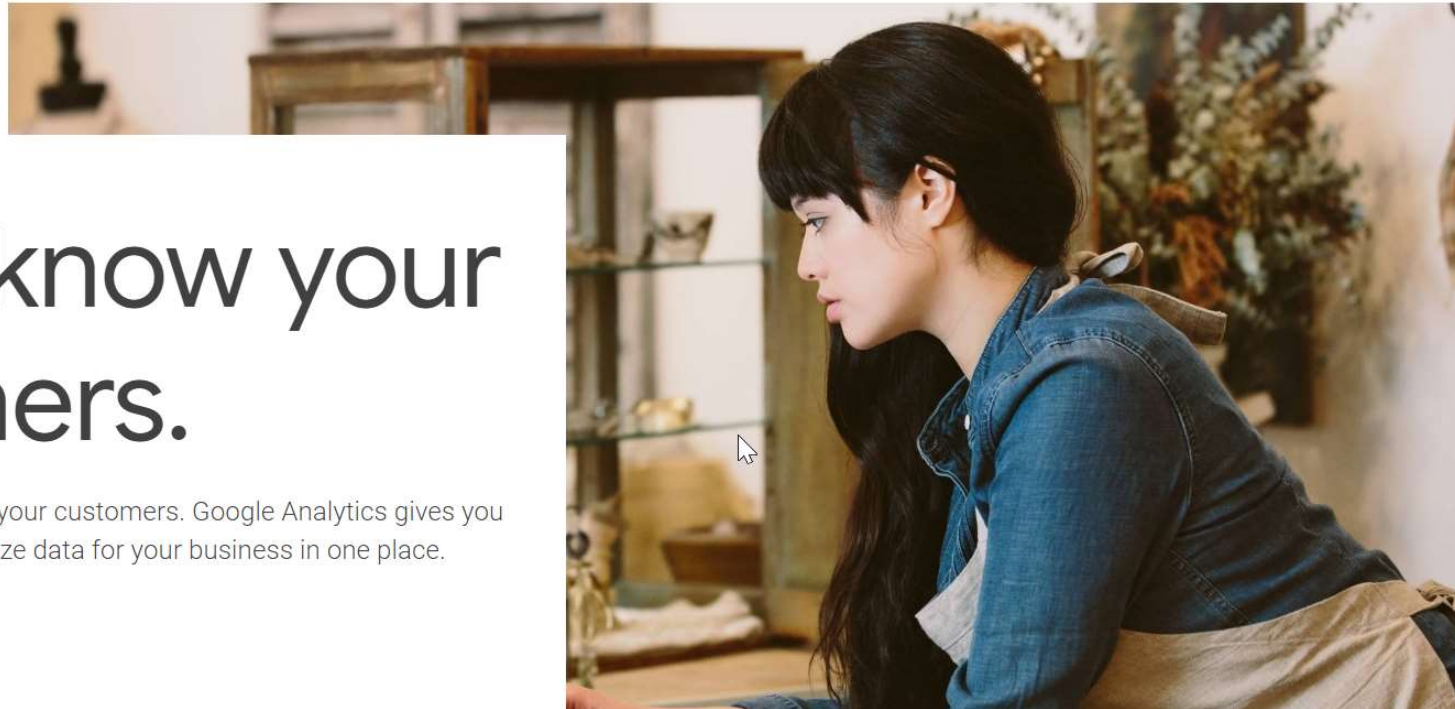 know your
ers.
your customers. Google Analytics gives you
ze data for your business in one place.